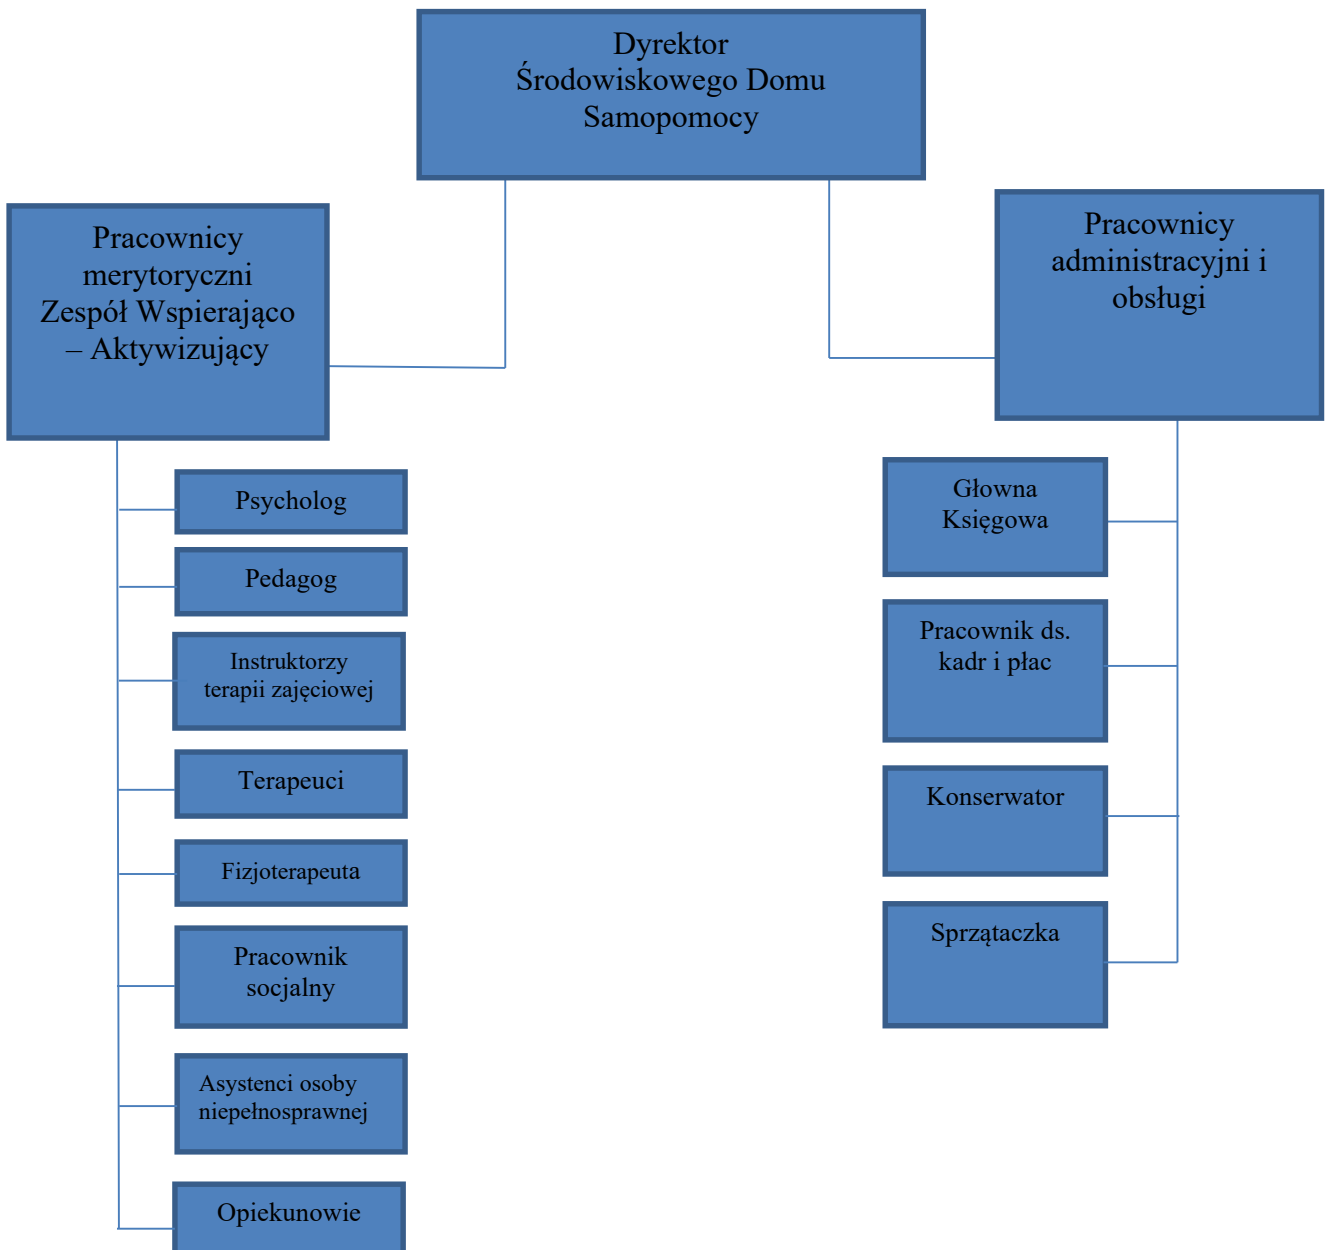 Dyrektor
Środowiskowego Domu
Samopomocy
Pracownicy
merytoryczni
Zespół Wspierająco
– Aktywizujący
Pracownicy
administracyjni i
obsługi
Psycholog
Pedagog
Instruktorzy
terapii zajęciowej
Terapeuci
Fizjoterapeuta
Pracownik
socjalny
Asystenci osoby
niepełnosprawnej
Opiekunowie
Głowna
Księgowa
Pracownik ds.
kadr i płac
Konserwator
Sprzątaczka